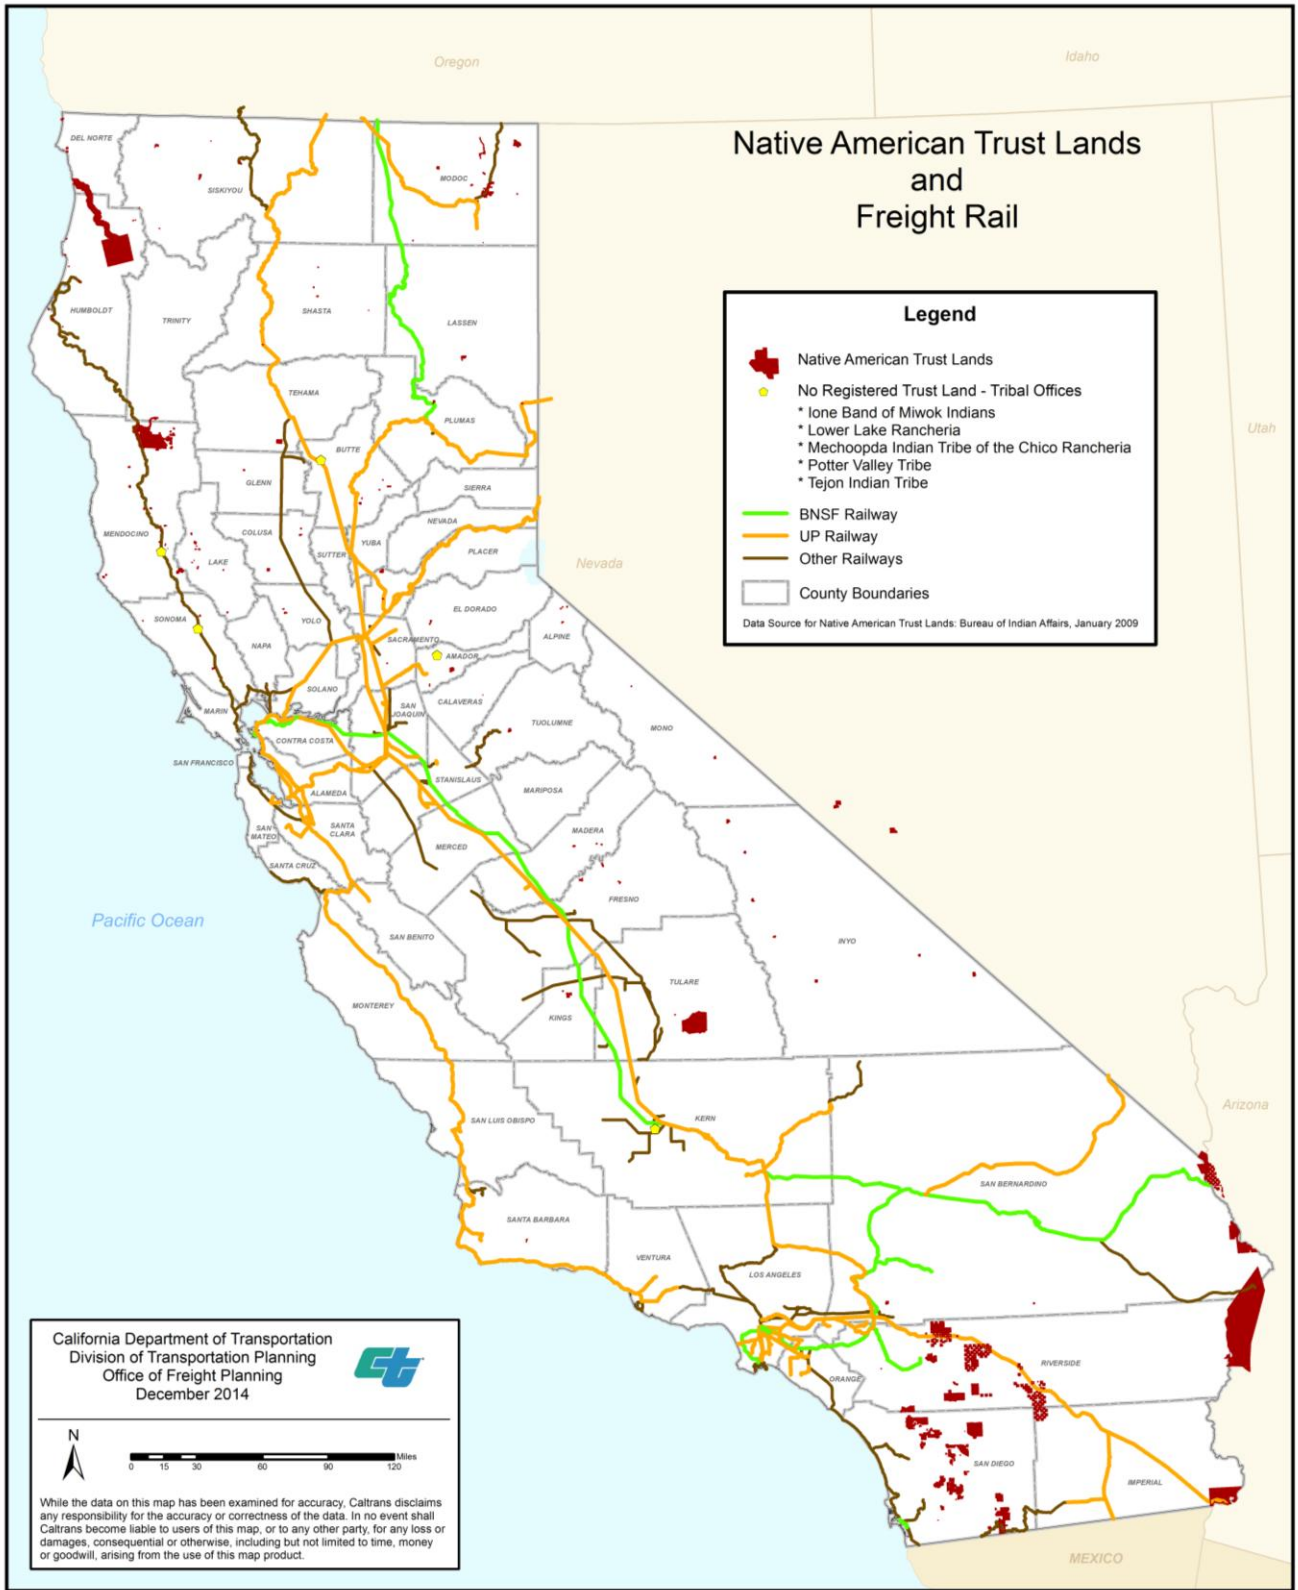 Oregon
Idaho
Native American Trust Lands
and
Freight Rail
DEL NORTE
SISKIYOU
MODOC
Legend
Native American Trust Lands
No Registered Trust Land - Tribal Offices
* Ione Band of Miwok Indians
* Lower Lake Rancheria
* Mechoopda Indian Tribe of the Chico Rancheria
* Potter Valley Tribe
* Tejon Indian Tribe
BNSF Railway
UP Railway
Other Railways
County Boundaries
Data Source for Native American Trust Lands: Bureau of Indian Affairs, January 2009
HUMBOLDT
TRINITY
SHASTA
LASSEN
TEHAMA
PLUMAS
BUTTE
GLENN
SIERRA
Utah
MENDOCINO
COLUSA
NEVADA
YUBA
SUTTER
PLACER
LAKE
Nevada
SONOMA
YOLO
EL DORADO
NAPA
SACRAMENTO
ALPINE
AMADOR
SOLANO
CALAVERAS
MARIN
SAN
JOAQUIN
TUOLUMNE
MONO
CONTRA COSTA
SAN FRANCISCO
STANISLAUS
ALAMEDA
MARIPOSA
SAN
MATEO
SANTA
CLARA
MADERA
MERCED
SANTA CRUZ
FRESNO
Pacific Ocean
SAN BENITO
INYO
TULARE
MONTEREY
KINGS
Arizona
SAN LUIS OBISPO
KERN
SAN BERNARDINO
SANTA BARBARA
VENTURA
LOS ANGELES
RIVERSIDE
ORANGE
SAN DIEGO
IMPERIAL
MEXICO
California Department of Transportation
Division of Transportation Planning
Office of Freight Planning
December 2014
ct
N
Miles
0 15 30 60 90 120
While the data on this map has been examined for accuracy, Caltrans disclaims
any responsibility for the accuracy or correctness of the data. In no event shall
Caltrans become liable to users of this map, or to any other party, for any loss or
damages, consequential or otherwise, including but not limited to time, money
or goodwill, arising from the use of this map product.